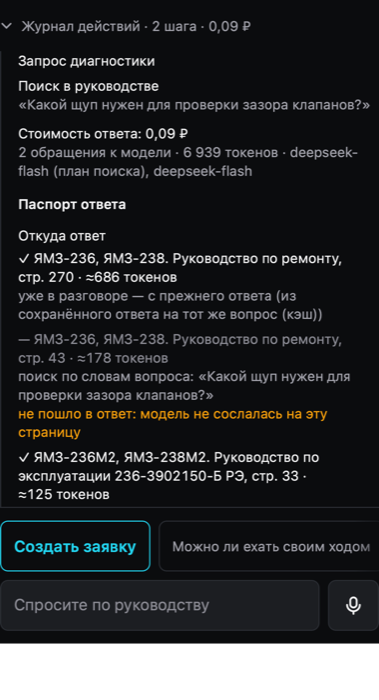 Журнал действий · 2 шага · 0,09 ₽
Запрос диагностики
Поиск в руководстве
«Какой щуп нужен для проверки зазора клапанов?»
Стоимость ответа: 0,09 ₽
2 обращения к модели · 6 939 токенов · deepseek-
flash (план поиска), deepseek-flash
Паспорт ответа
Откуда ответ
✓ ЯМЗ-236, ЯМЗ-238. Руководство по ремонту,
стр. 270 · ≈686 токенов
уже в разговоре — с прежнего ответа (из
сохранённого ответа на тот же вопрос (кэш))
— ЯМЗ-236, ЯМЗ-238. Руководство по ремонту,
стр. 43 · ≈178 токенов
поиск по словам вопроса: «Какой щуп нужен для
проверки зазора клапанов?»
не пошло в ответ: модель не сослалась на эту
страницу
✓ ЯМЗ-236М2, ЯМЗ-238М2. Руководство по
эксплуатации 236-3902150-Б РЭ, стр. 33 ·
≈125 токенов
Создать заявку
Можно ли ехать своим ходом
Спросите по руководству